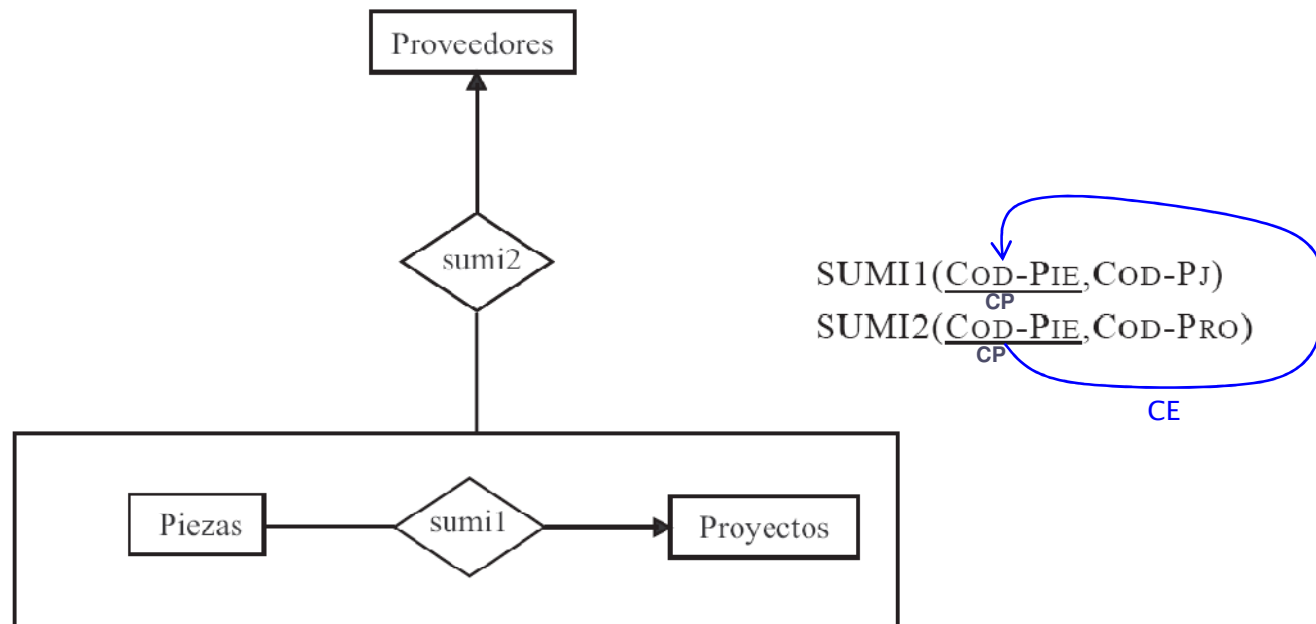 Proveedores
sumi2
SUMI1(COD-PIE,COD-PJ)
CP
SUMI2(COD-PIE,COD-PRO)
CP
CE
Piezas
sumi1
Proyectos